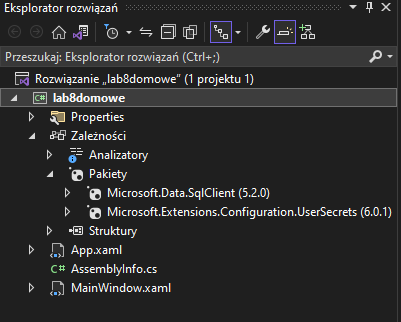 Eksplorator rozwiązań
Przeszukaj: Eksplorator rozwiązań (Ctrl+;)
Rozwiązanie „lab8domowe” (1 projektu 1)
C# lab8domowe
Properties
Zależności
Analizatory
Pakiety
Microsoft.Data.SqlClient (5.2.0)
Microsoft.Extensions.Configuration.UserSecrets (6.0.1)
Struktury
App.xaml
C# AssemblyInfo.cs
MainWindow.xaml